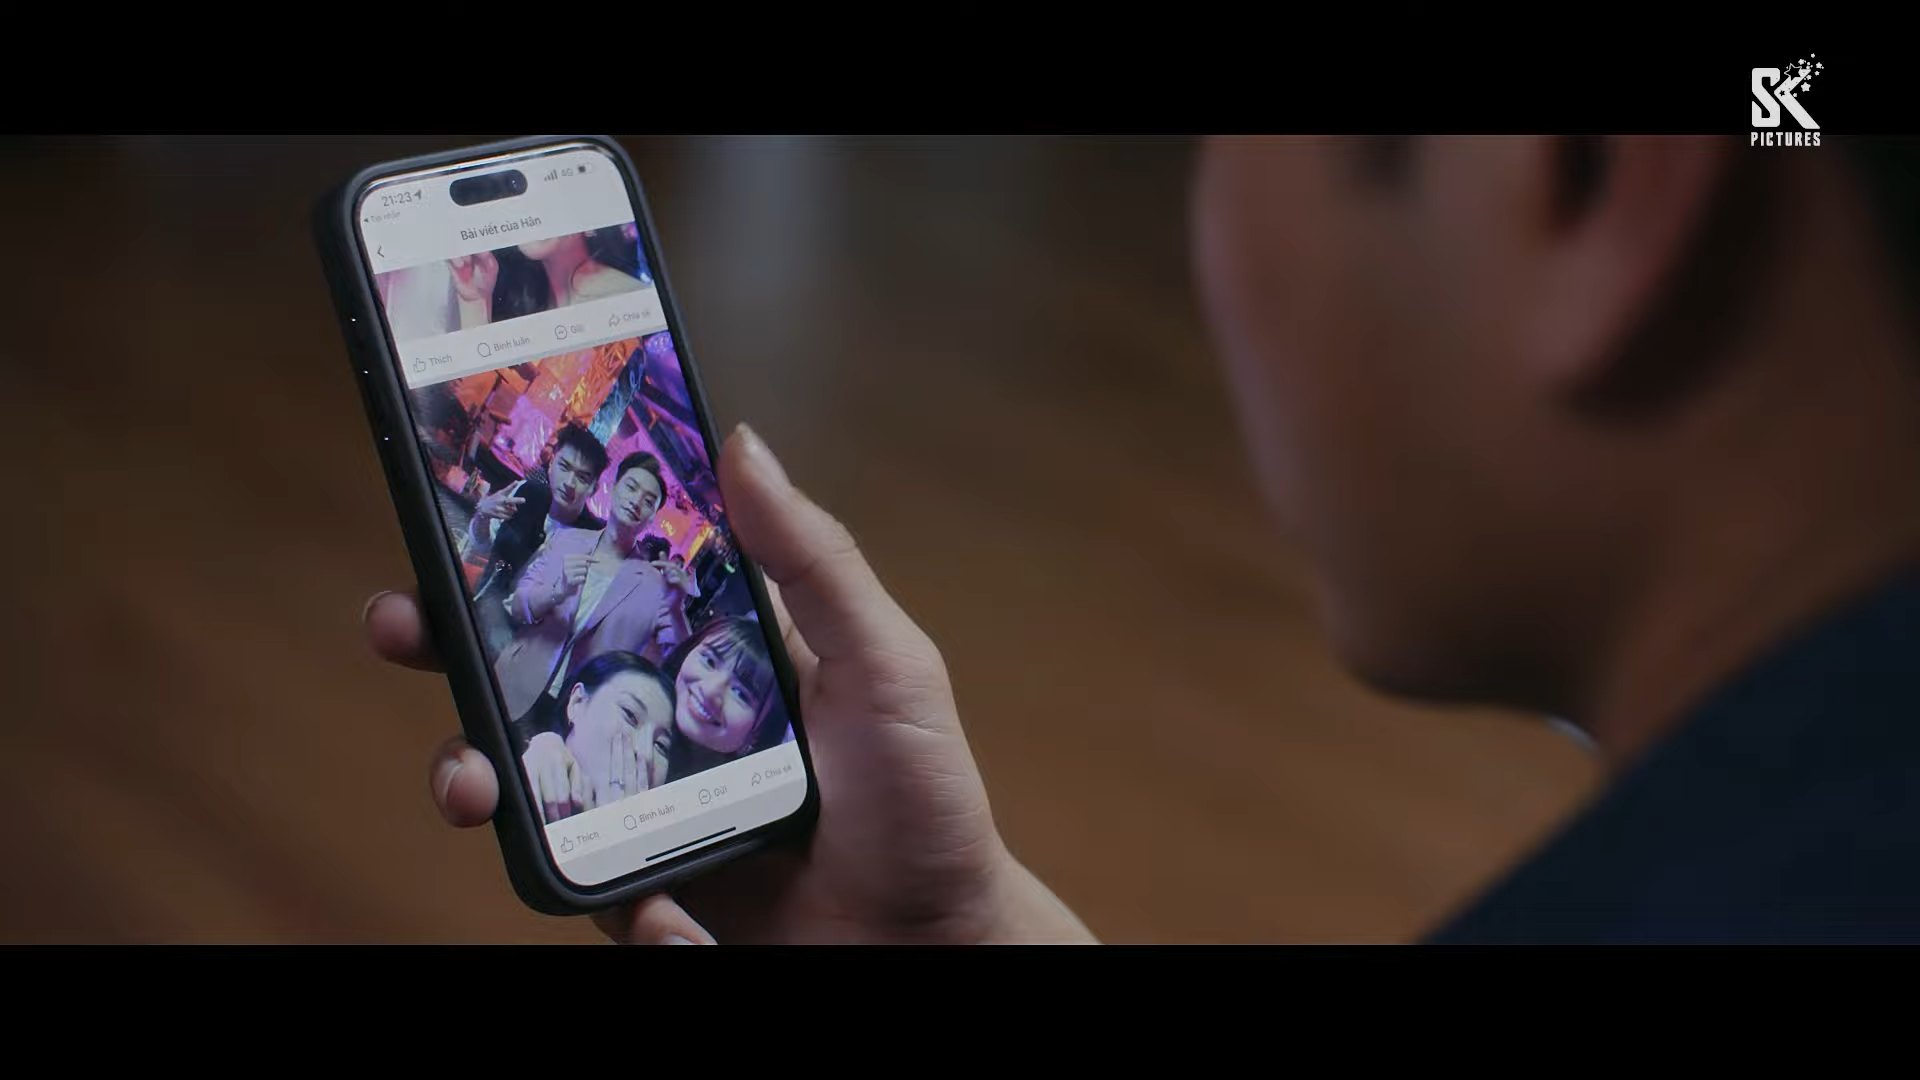 SK
PICTURES
21:23
4G
Bài viết của Hân
Thích
Bình luận
Gửi
Chia sẻ
Thích
Bình luận
Gửi
Chia sẻ